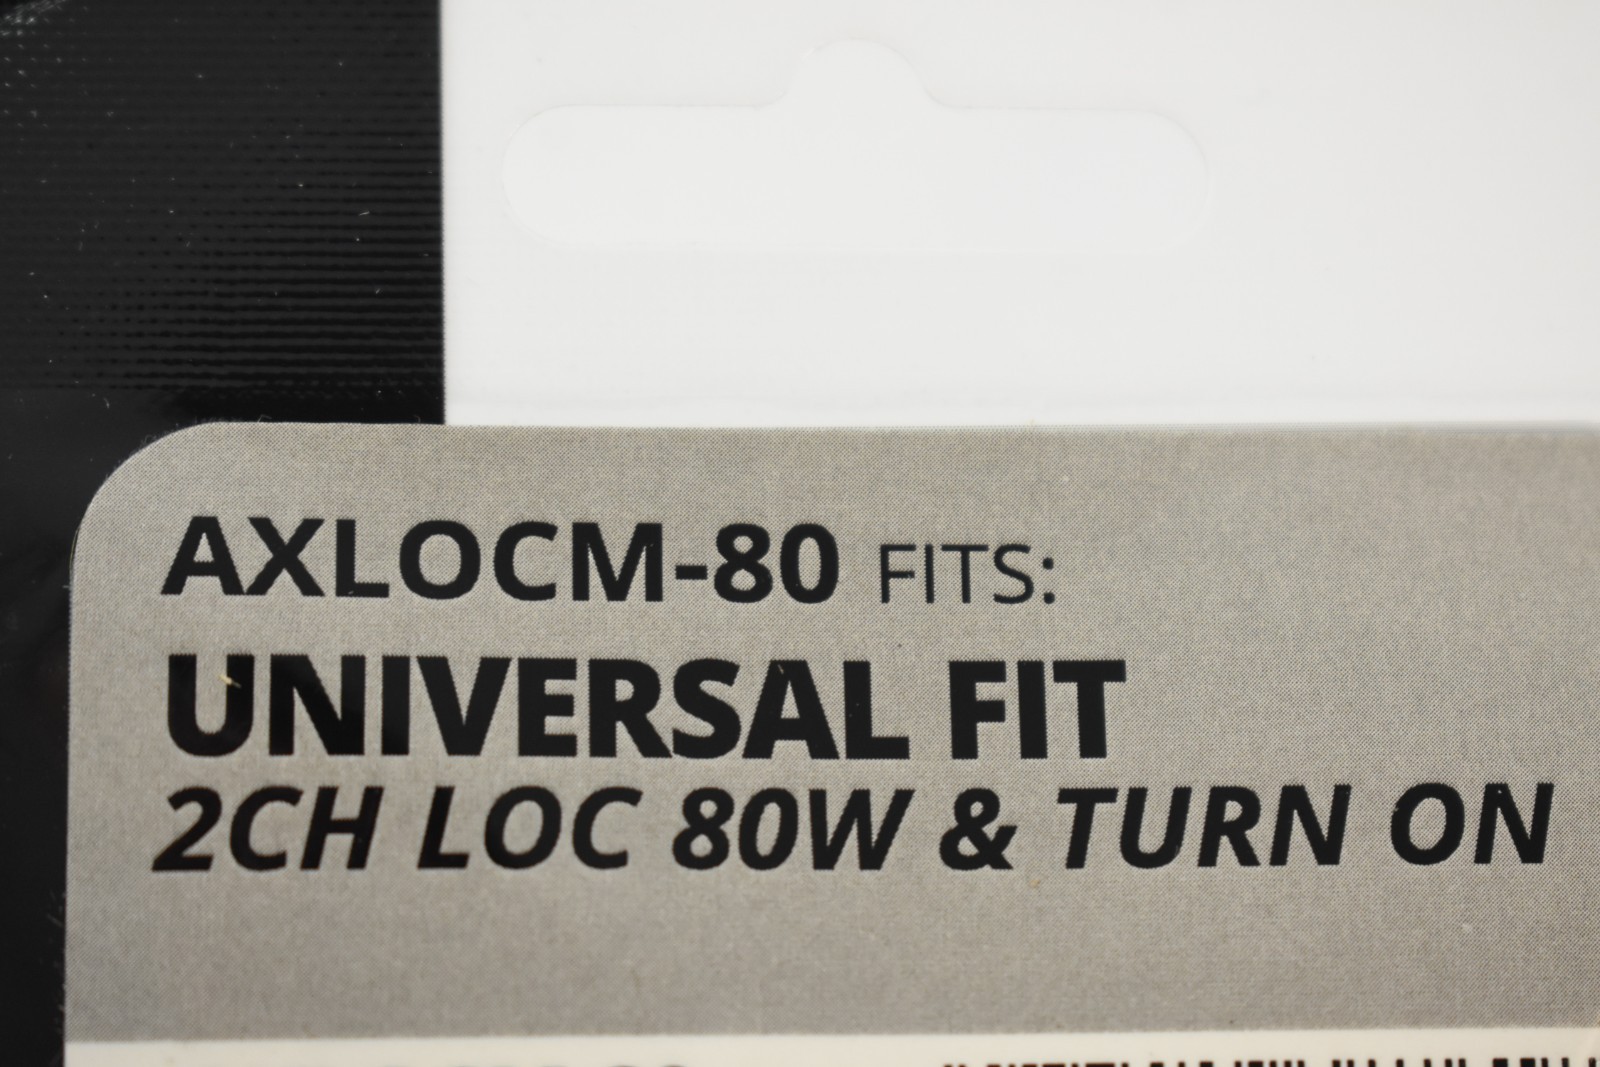 AXLOCM-80 FITS:
UNIVERSAL FIT
2CH LOC 80W & TURN ON